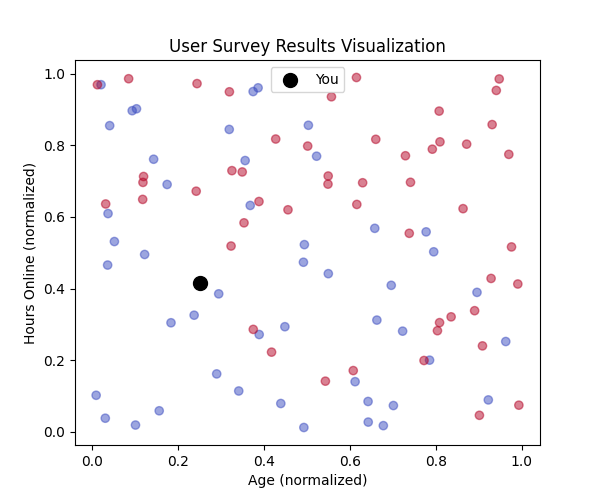 User Survey Results Visualization
You
Hours Online (normalized)
1.0
0.8
0.6
0.4
0.2
0.0
0.0 0.2 0.4 0.6 0.8 1.0
Age (normalized)